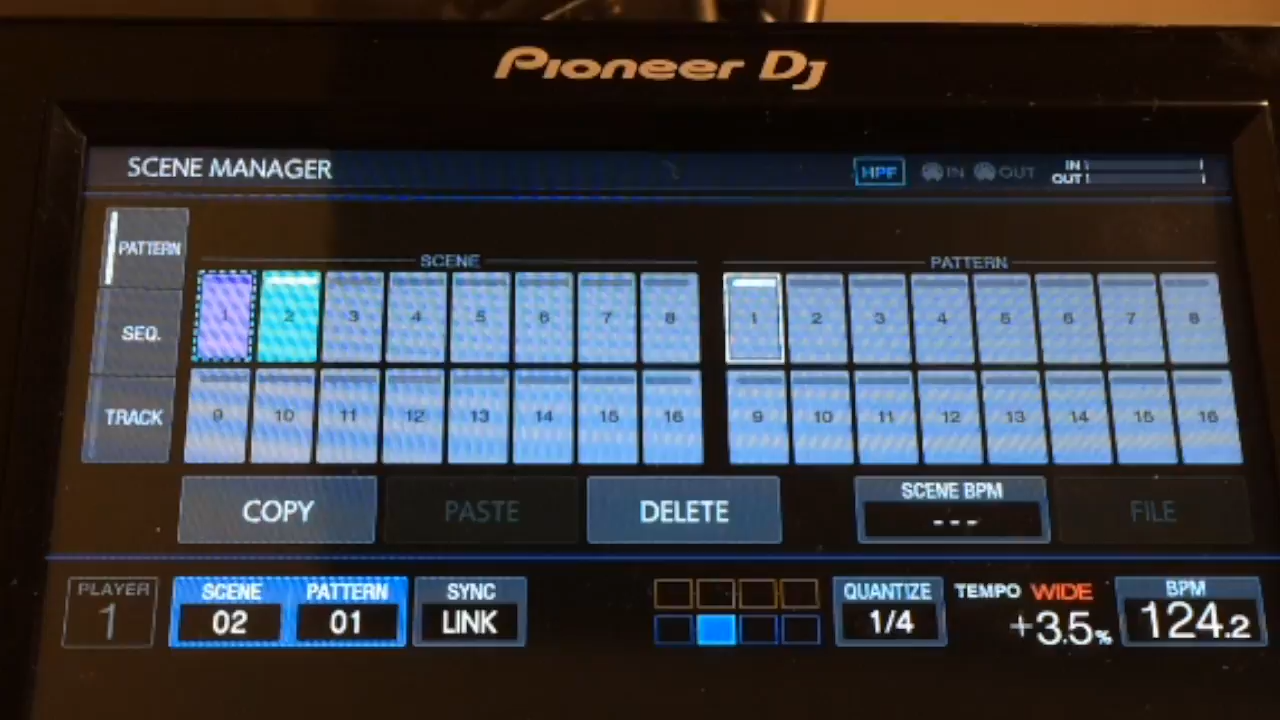 Pioneer Dj
SCENE MANAGER HPF IN OUT IN OUT
PATTERN
SCENE PATTERN
1 2 3 4 5 6 7 8 1 2 3 4 5 6 7 8
SEQ.
9 10 11 12 13 14 15 16 9 10 11 12 13 14 15 16
TRACK
COPY PASTE DELETE SCENE BPM --- FILE
PLAYER SCENE PATTERN SYNC QUANTIZE TEMPO WIDE BPM
1 02 01 LINK 1/4 +3.5% 124.2